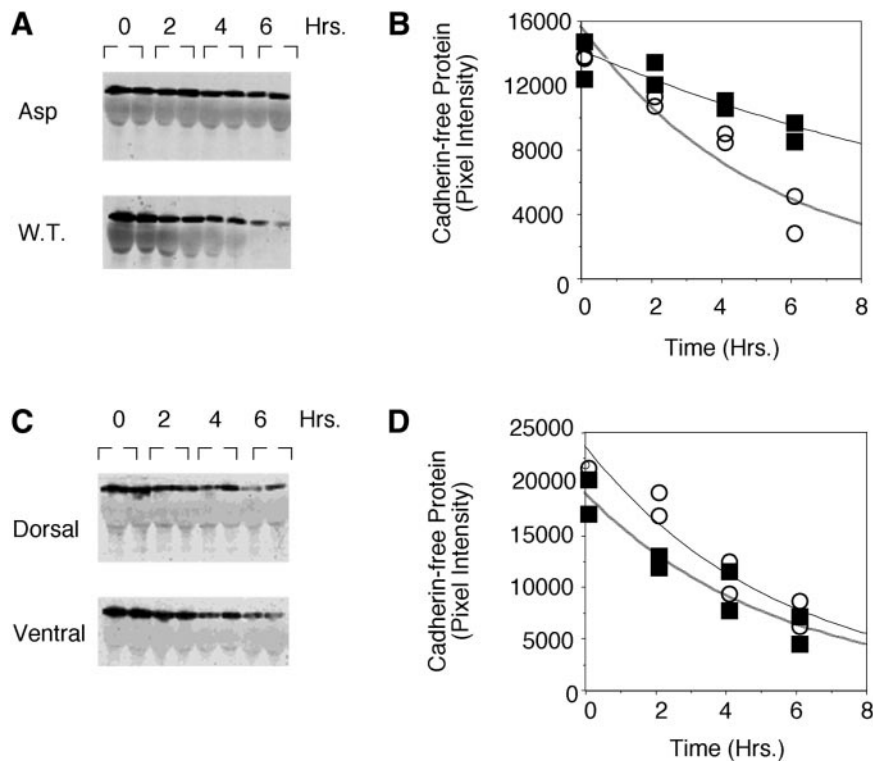 A
0 2 4 6 Hrs.
Asp
W.T.
B
16000
12000
8000
4000
0
Cadherin-free Protein
(Pixel Intensity)
0 2 4 6 8
Time (Hrs.)
C
0 2 4 6 Hrs.
Dorsal
Ventral
D
25000
20000
15000
10000
5000
0
Cadherin-free Protein
(Pixel Intensity)
0 2 4 6 8
Time (Hrs.)